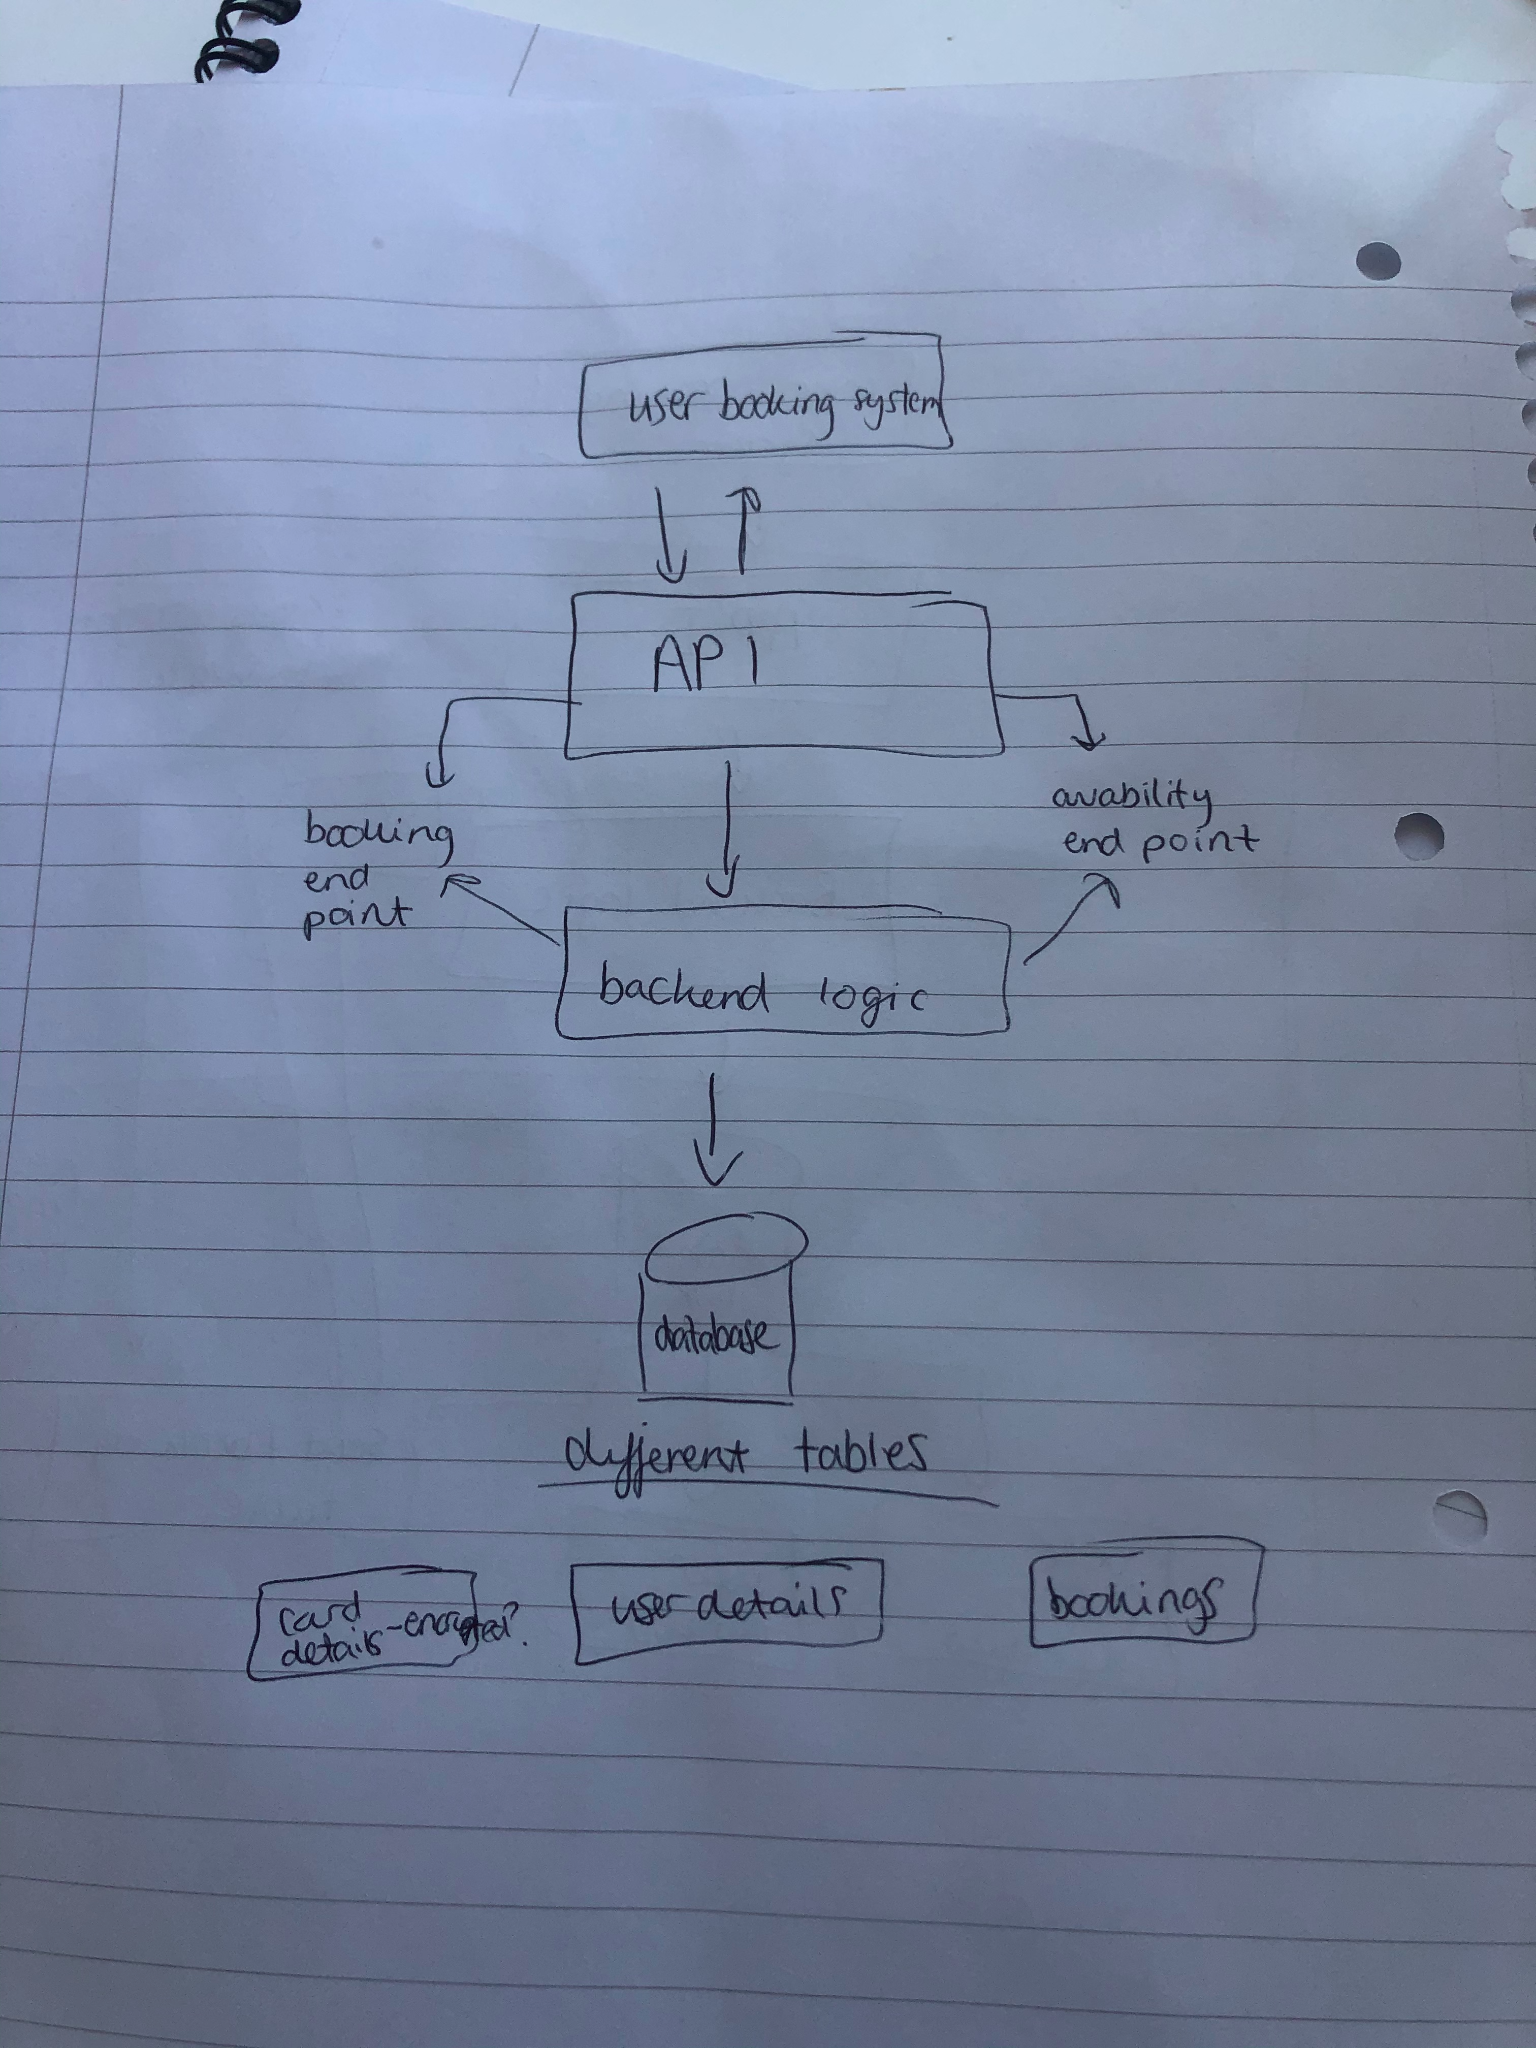 user booking system
API
booking
end
point
avability
end point
backend logic
database
different tables
card
details - encrypted?
user details
bookings